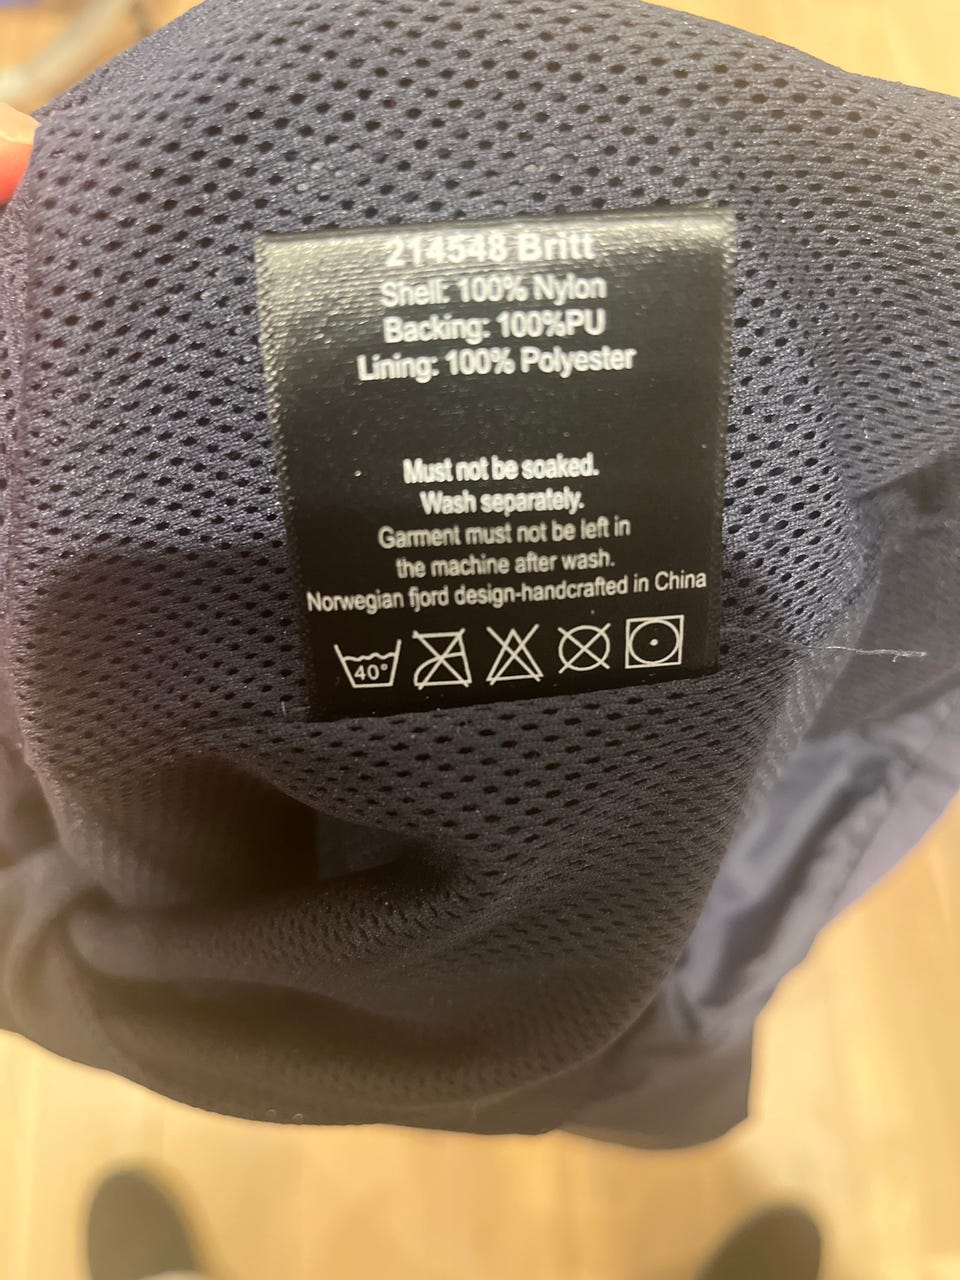 214548 Britt
Shell: 100% Nylon
Backing: 100%PU
Lining: 100% Polyester
Must not be soaked.
Wash separately.
Garment must not be left in
the machine after wash.
Norwegian fjord design-handcrafted in China
40°